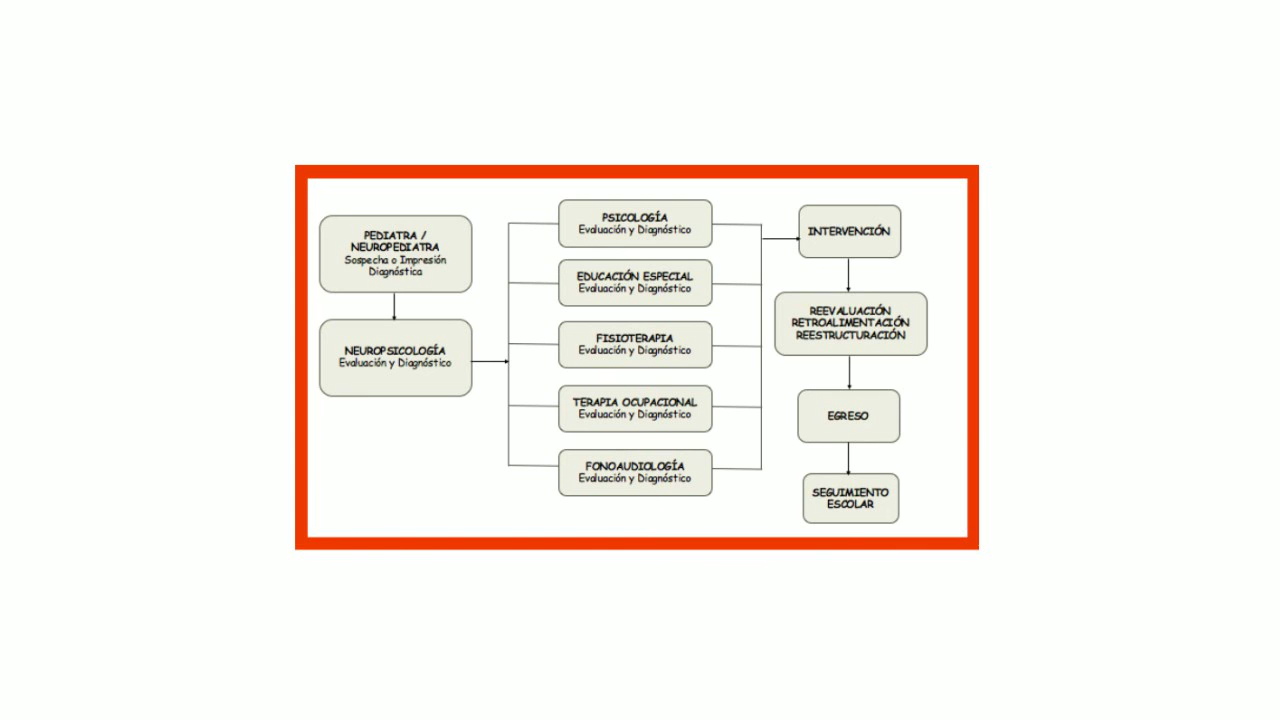 PEDIATRA /
NEUROPEDIATRA
Sospecha o Impresión
Diagnóstica
NEUROPSICOLOGÍA
Evaluación y Diagnóstico
PSICOLOGÍA
Evaluación y Diagnóstico
EDUCACIÓN ESPECIAL
Evaluación y Diagnóstico
FISIOTERAPIA
Evaluación y Diagnóstico
TERAPIA OCUPACIONAL
Evaluación y Diagnóstico
FONOAUDIOLOGÍA
Evaluación y Diagnóstico
INTERVENCIÓN
REEVALUACIÓN
RETROALIMENTACIÓN
REESTRUCTURACIÓN
EGRESO
SEGUIMIENTO
ESCOLAR